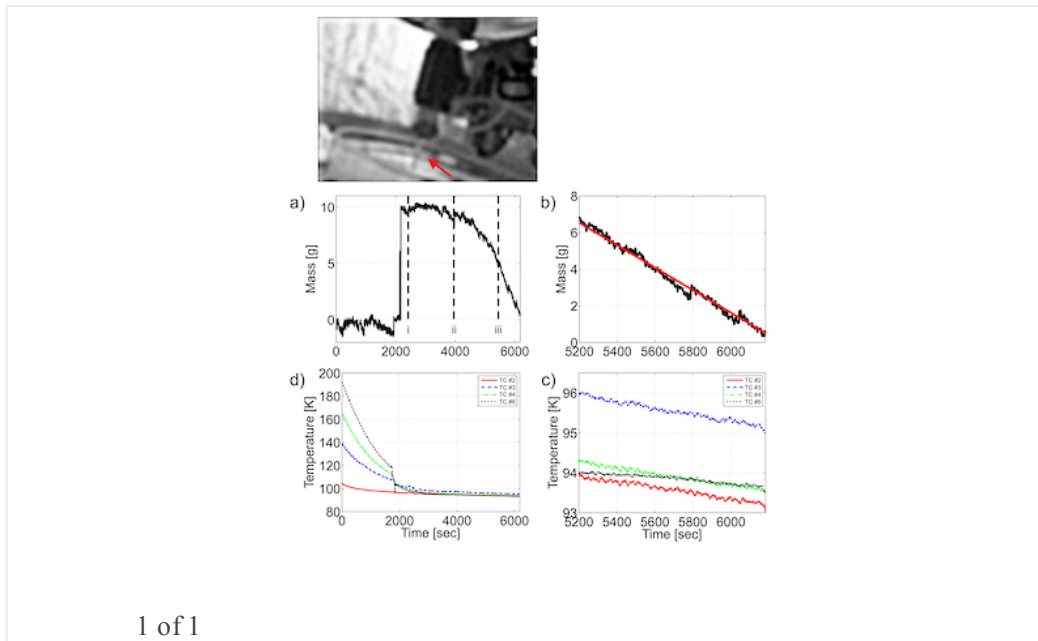 a)
Mass [g]
10
5
0
i
ii
iii
0
2000
4000
6000
b)
Mass [g]
8
6
4
2
0
5200
5400
5600
5800
6000
d)
Temperature [K]
200
180
160
140
120
100
80
TC #2
TC #3
TC #4
TC #6
0
2000
4000
6000
Time [sec]
c)
Temperature [K]
96
95
94
93
TC #2
TC #3
TC #4
TC #6
5200
5400
5600
5800
6000
Time [sec]
1 of 1